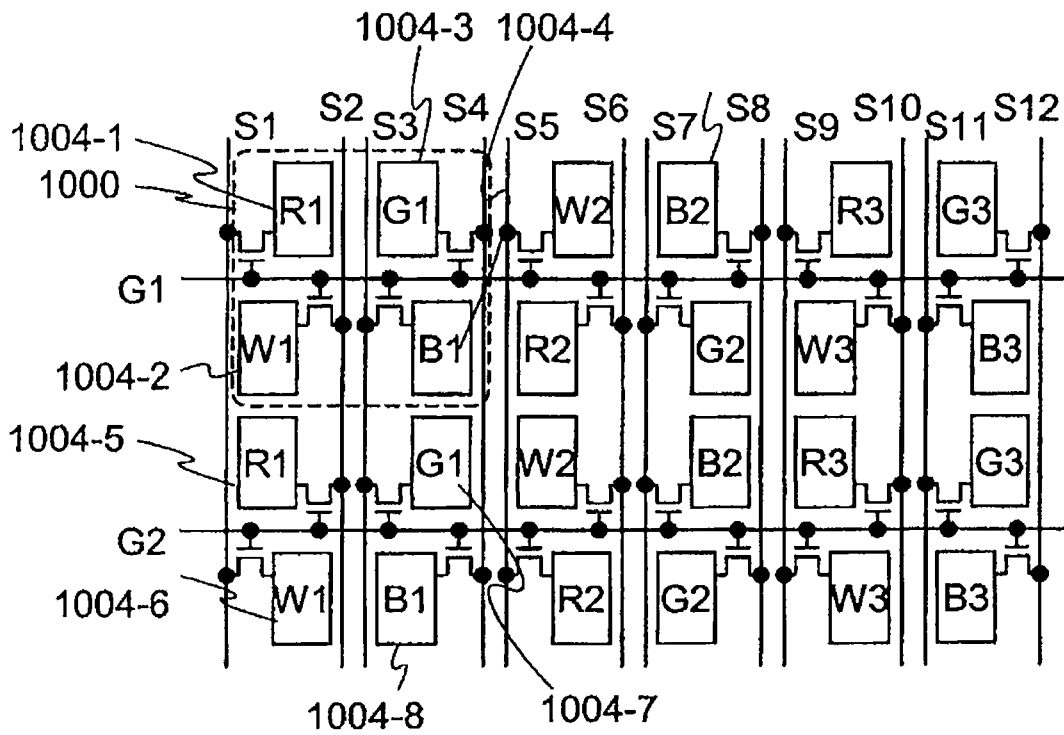 1004-3 1004-4
S1 S2 S3 S4 S5 S6 S7 S8 S9 S10 S11 S12
1004-1
1000
R1 G1 W2 B2 R3 G3
G1
W1 B1 R2 G2 W3 B3
1004-2
1004-5
R1 G1 W2 B2 R3 G3
G2
1004-6
W1 B1 R2 G2 W3 B3
1004-8 1004-7